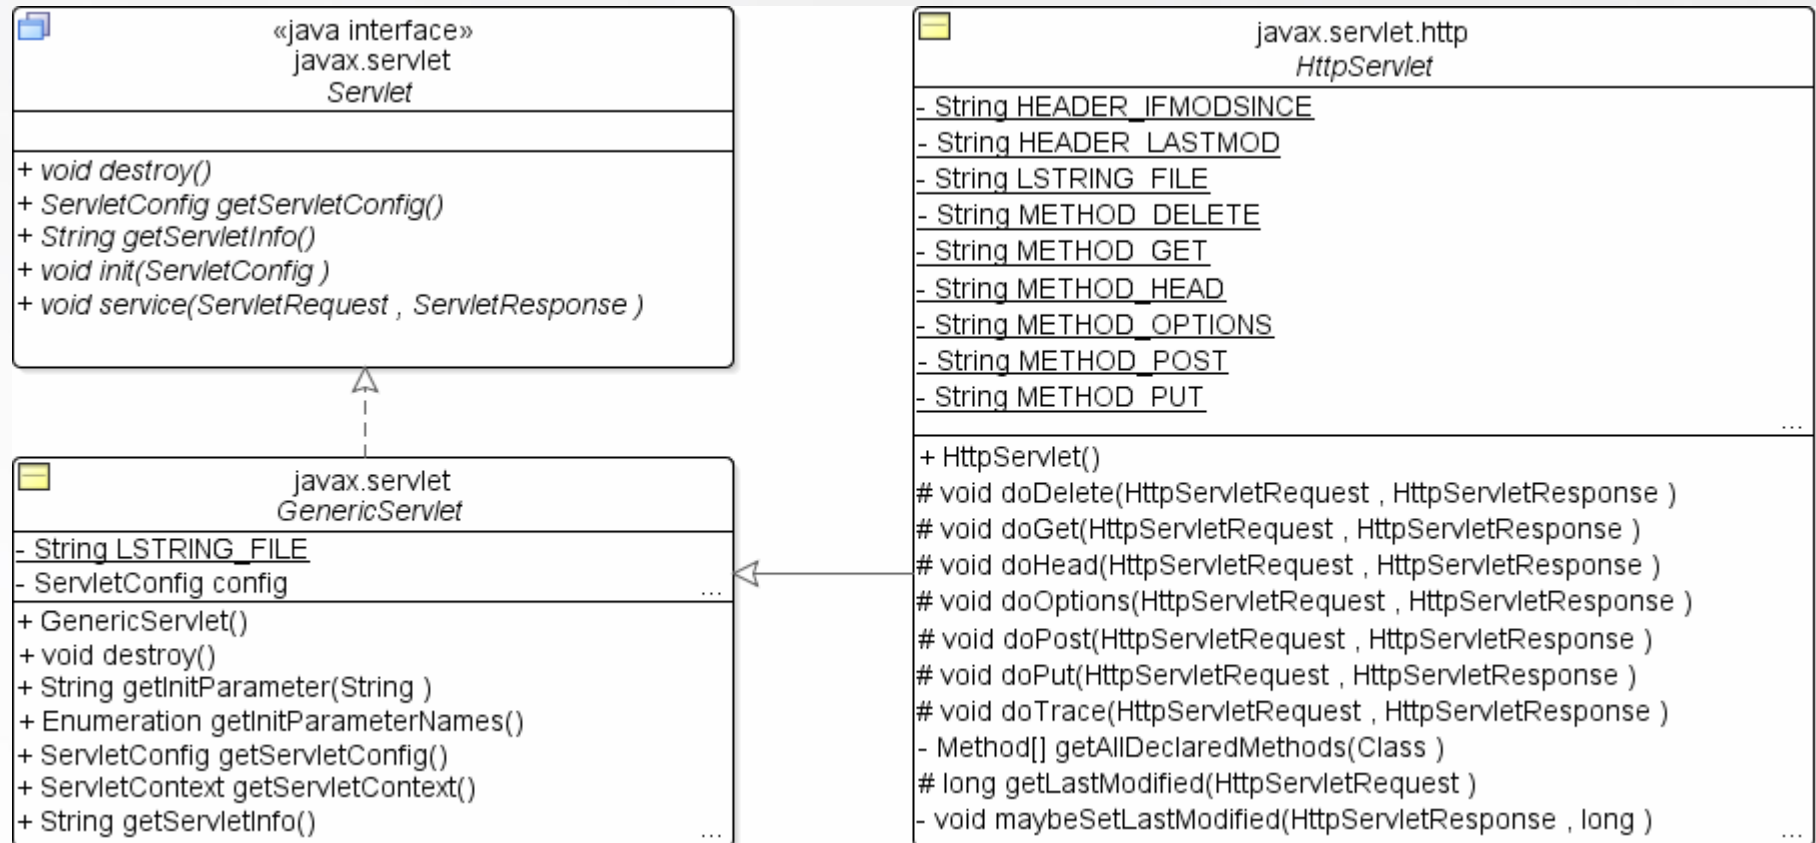 «java interface»
javax.servlet
Servlet
+ void destroy()
+ ServletConfig getServletConfig()
+ String getServletInfo()
+ void init(ServletConfig )
+ void service(ServletRequest , ServletResponse )
javax.servlet
GenericServlet
- String LSTRING_FILE
- ServletConfig config
...
+ GenericServlet()
+ void destroy()
+ String getInitParameter(String )
+ Enumeration getInitParameterNames()
+ ServletConfig getServletConfig()
+ ServletContext getServletContext()
+ String getServletInfo()
...
javax.servlet.http
HttpServlet
- String HEADER_IFMODSINCE
- String HEADER_LASTMOD
- String LSTRING_FILE
- String METHOD_DELETE
- String METHOD_GET
- String METHOD_HEAD
- String METHOD_OPTIONS
- String METHOD_POST
- String METHOD_PUT
...
+ HttpServlet()
# void doDelete(HttpServletRequest , HttpServletResponse )
# void doGet(HttpServletRequest , HttpServletResponse )
# void doHead(HttpServletRequest , HttpServletResponse )
# void doOptions(HttpServletRequest , HttpServletResponse )
# void doPost(HttpServletRequest , HttpServletResponse )
# void doPut(HttpServletRequest , HttpServletResponse )
# void doTrace(HttpServletRequest , HttpServletResponse )
- Method[] getAllDeclaredMethods(Class )
# long getLastModified(HttpServletRequest )
- void maybeSetLastModified(HttpServletResponse , long )
...